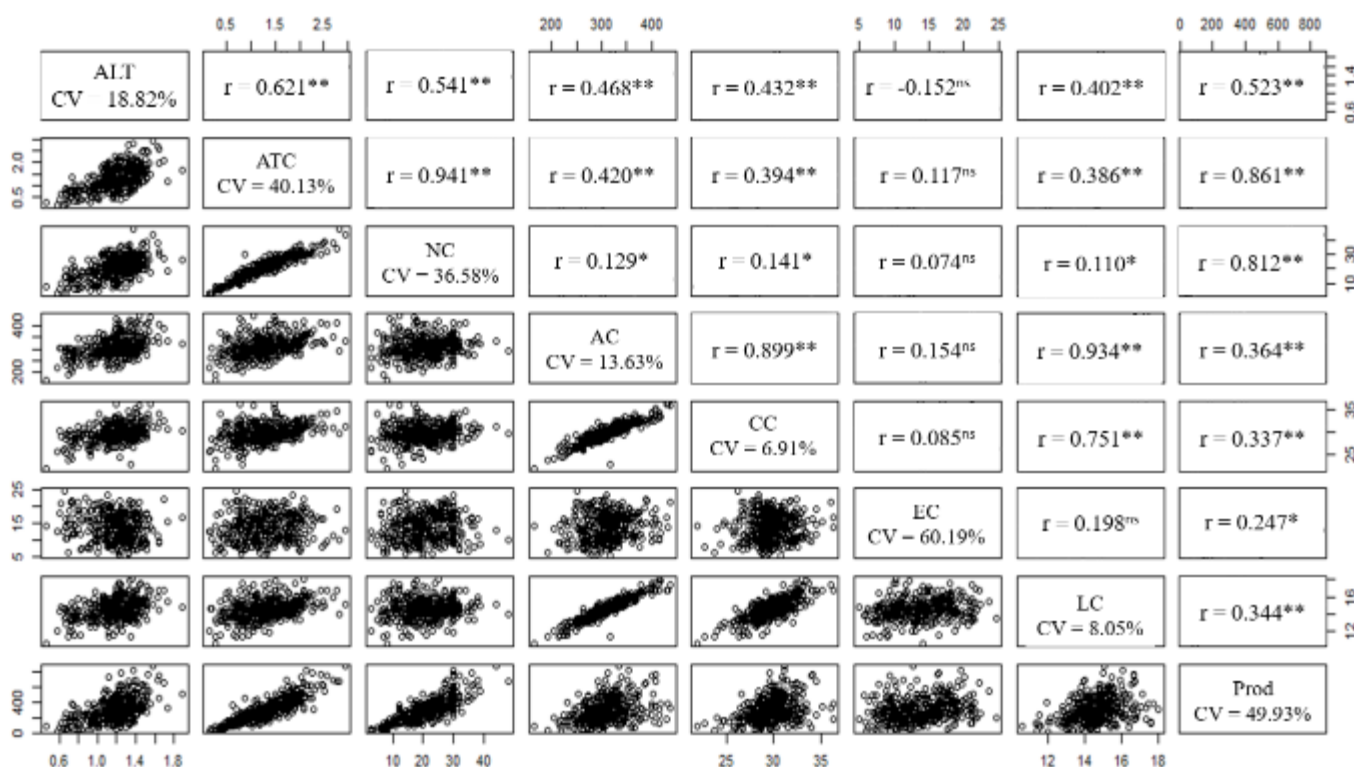 0.5 1.5 2.5 200 300 400 5 10 15 20 25 0 200 400 600 800
ALT
CV = 18.82%
r = 0.621**
r = 0.541**
r = 0.468**
r = 0.432**
r = -0.152ns
r = 0.402**
r = 0.523**
0.6 1.0 1.4
0.5 2.0
ATC
CV = 40.13%
r = 0.941**
r = 0.420**
r = 0.394**
r = 0.117ns
r = 0.386**
r = 0.861**
NC
CV = 36.58%
r = 0.129*
r = 0.141*
r = 0.074ns
r = 0.110*
r = 0.812**
10 30
200 400
AC
CV = 13.63%
r = 0.899**
r = 0.154ns
r = 0.934**
r = 0.364**
CC
CV = 6.91%
r = 0.085ns
r = 0.751**
r = 0.337**
25 35
5 15 25
EC
CV = 60.19%
r = 0.198ns
r = 0.247*
LC
CV = 8.05%
r = 0.344**
12 16
0 400
Prod
CV = 49.93%
0.6 1.0 1.4 1.8 10 20 30 40 25 30 35 12 14 16 18